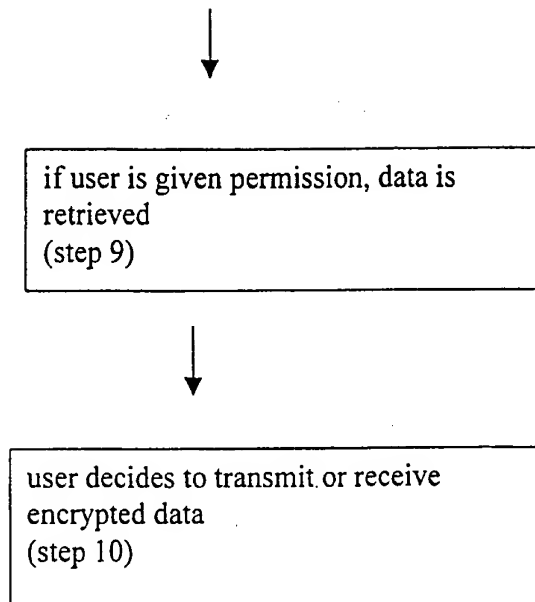 if user is given permission, data is
retrieved
(step 9)
user decides to transmit or receive
encrypted data
(step 10)